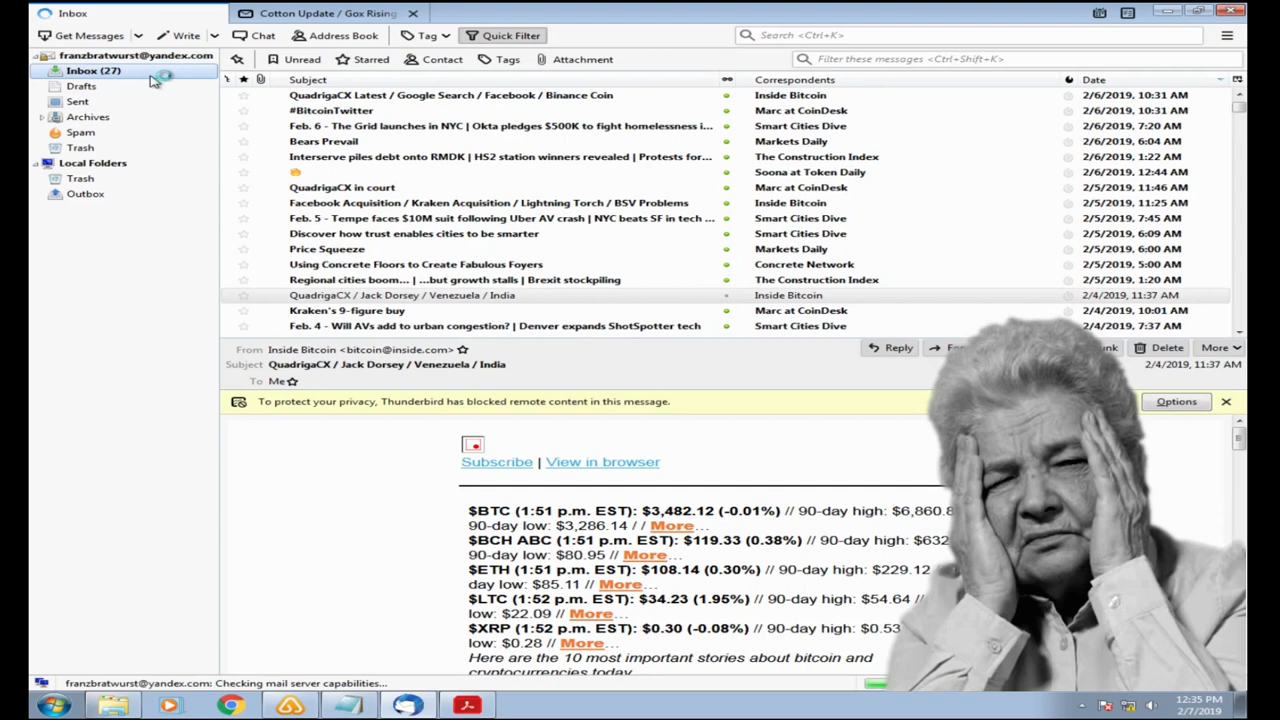 Inbox
Cotton Update / Gox Rising
Get Messages
Write
Chat
Address Book
Tag
Quick Filter
Search <Ctrl+K>
franzbratwurst@yandex.com
Inbox (27)
Drafts
Sent
Archives
Spam
Trash
Local Folders
Trash
Outbox
Unread
Starred
Contact
Tags
Attachment
Filter these messages <Ctrl+Shift+K>
Subject Correspondents Date
QuadrigaCX Latest / Google Search / Facebook / Binance Coin Inside Bitcoin 2/6/2019, 10:31 AM
#BitcoinTwitter Marc at CoinDesk 2/6/2019, 10:31 AM
Feb. 6 - The Grid launches in NYC | Okta pledges $500K to fight homelessness i... Smart Cities Dive 2/6/2019, 7:20 AM
Bears Prevail Markets Daily 2/6/2019, 6:04 AM
Interserve piles debt onto RMDK | HS2 station winners revealed | Protests for... The Construction Index 2/6/2019, 1:22 AM
Soona at Token Daily 2/6/2019, 12:44 AM
QuadrigaCX in court Marc at CoinDesk 2/5/2019, 11:46 AM
Facebook Acquisition / Kraken Acquisition / Lightning Torch / BSV Problems Inside Bitcoin 2/5/2019, 11:25 AM
Feb. 5 - Tempe faces $10M suit following Uber AV crash | NYC beats SF in tech ... Smart Cities Dive 2/5/2019, 7:45 AM
Discover how trust enables cities to be smarter Smart Cities Dive 2/5/2019, 6:09 AM
Price Squeeze Markets Daily 2/5/2019, 6:00 AM
Using Concrete Floors to Create Fabulous Foyers Concrete Network 2/5/2019, 5:00 AM
Regional cities boom... | ...but growth stalls | Brexit stockpiling The Construction Index 2/5/2019, 1:20 AM
QuadrigaCX / Jack Dorsey / Venezuela / India Inside Bitcoin 2/4/2019, 11:37 AM
Kraken's 9-figure buy Marc at CoinDesk 2/4/2019, 10:01 AM
Feb. 4 - Will AVs add to urban congestion? | Denver expands ShotSpotter tech Smart Cities Dive 2/4/2019, 7:37 AM
From Inside Bitcoin <bitcoin@inside.com>
Reply
Delete
More
Subject QuadrigaCX / Jack Dorsey / Venezuela / India 2/4/2019, 11:37 AM
To Me
To protect your privacy, Thunderbird has blocked remote content in this message.
Options
Subscribe | View in browser
$BTC (1:51 p.m. EST): $3,482.12 (-0.01%) // 90-day high: $6,860.8
90-day low: $3,286.14 / / More...
$BCH ABC (1:51 p.m. EST): $119.33 (0.38%) // 90-day high: $632
90-day low: $80.95 // More...
$ETH (1:51 p.m. EST): $108.14 (0.30%) // 90-day high: $229.12
day low: $85.11 // More...
$LTC (1:52 p.m. EST): $34.23 (1.95%) // 90-day high: $54.64 //
low: $22.09 // More...
$XRP (1:52 p.m. EST): $0.30 (-0.08%) // 90-day high: $0.53
low: $0.28 // More...
Here are the 10 most important stories about bitcoin and
cryptocurrencies today
franzbratwurst@yandex.com: Checking mail server capabilities...
12:35 PM
2/7/2019